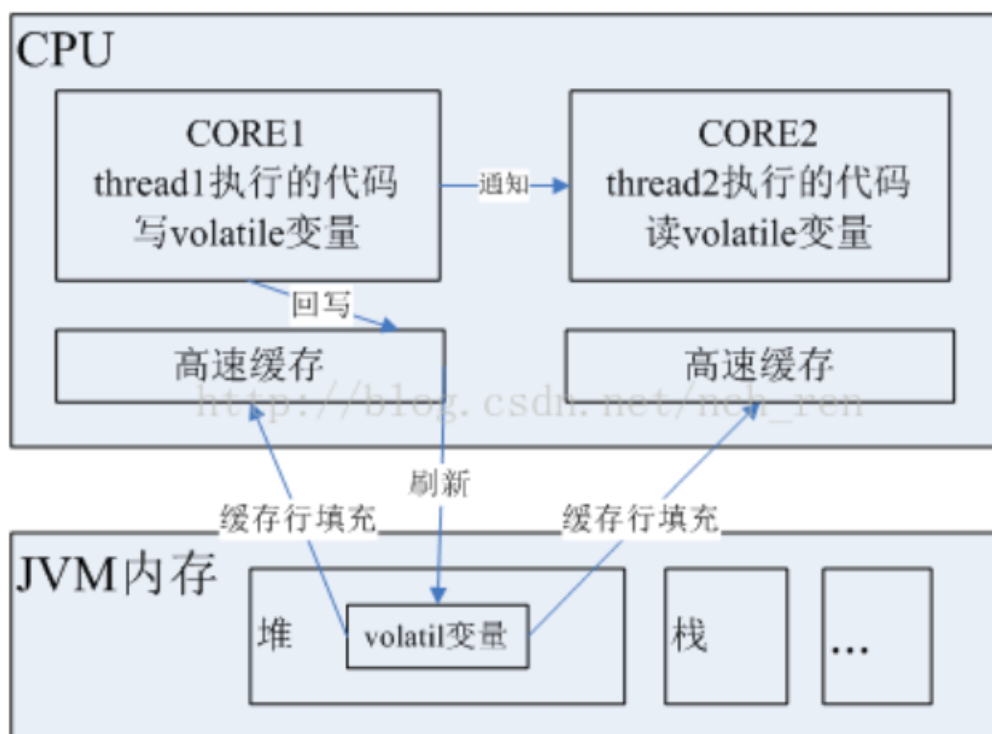 CPU
CORE1
thread1执行的代码
写volatile变量
通知
CORE2
thread2执行的代码
读volatile变量
回写
高速缓存
高速缓存
http://blog.csdn.net/nch_ren
刷新
缓存行填充
缓存行填充
JVM内存
堆
volatil变量
栈
...